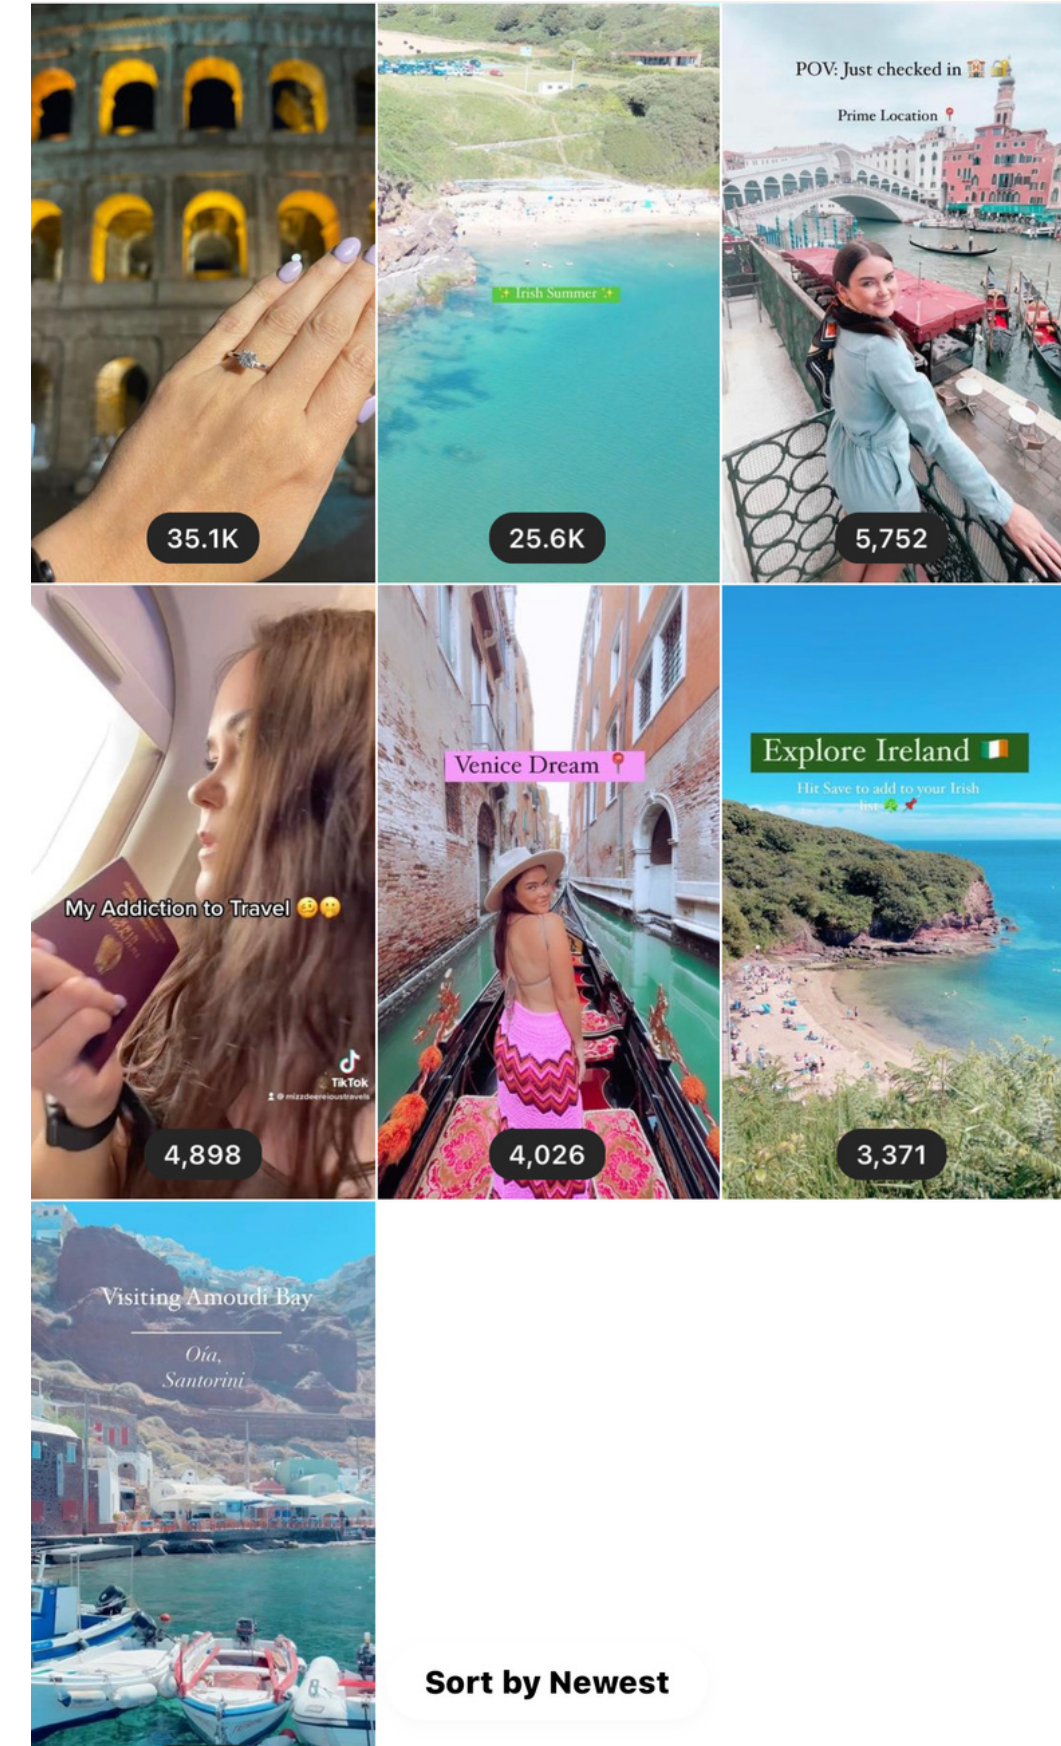 POV: Just checked in 🏨 🔐
Prime Location 📍
✨ Irish Summer ✨
35.1K
25.6K
5,752
Venice Dream 📍
Explore Ireland 🇮🇪
Hit Save to add to your Irish
list ☘️ 📌
My Addiction to Travel 🤒🤭
TikTok
@mizzdeereioustravels
4,898
4,026
3,371
Visiting Amoudi Bay
Oía,
Santorini
Sort by Newest